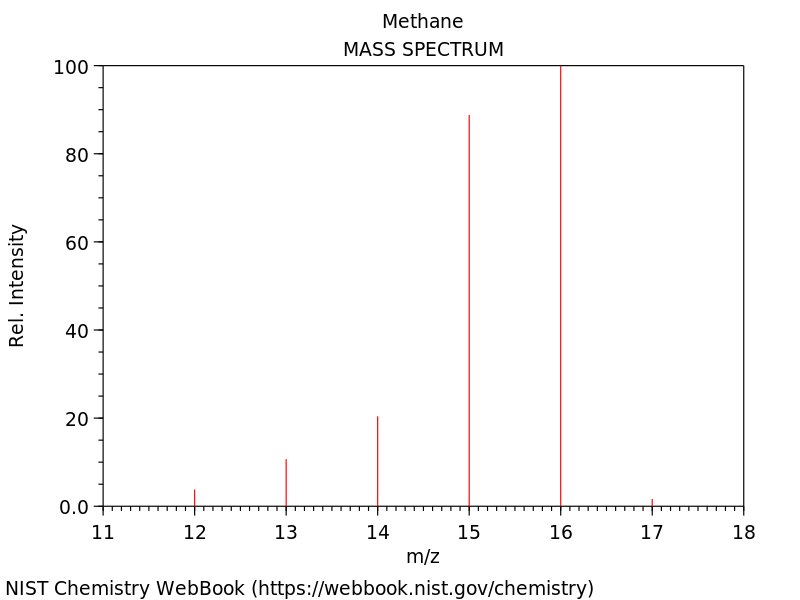 Methane
MASS SPECTRUM
100
80
60
40
20
0.0
Rel. Intensity
11 12 13 14 15 16 17 18
m/z
NIST Chemistry WebBook (https://webbook.nist.gov/chemistry)